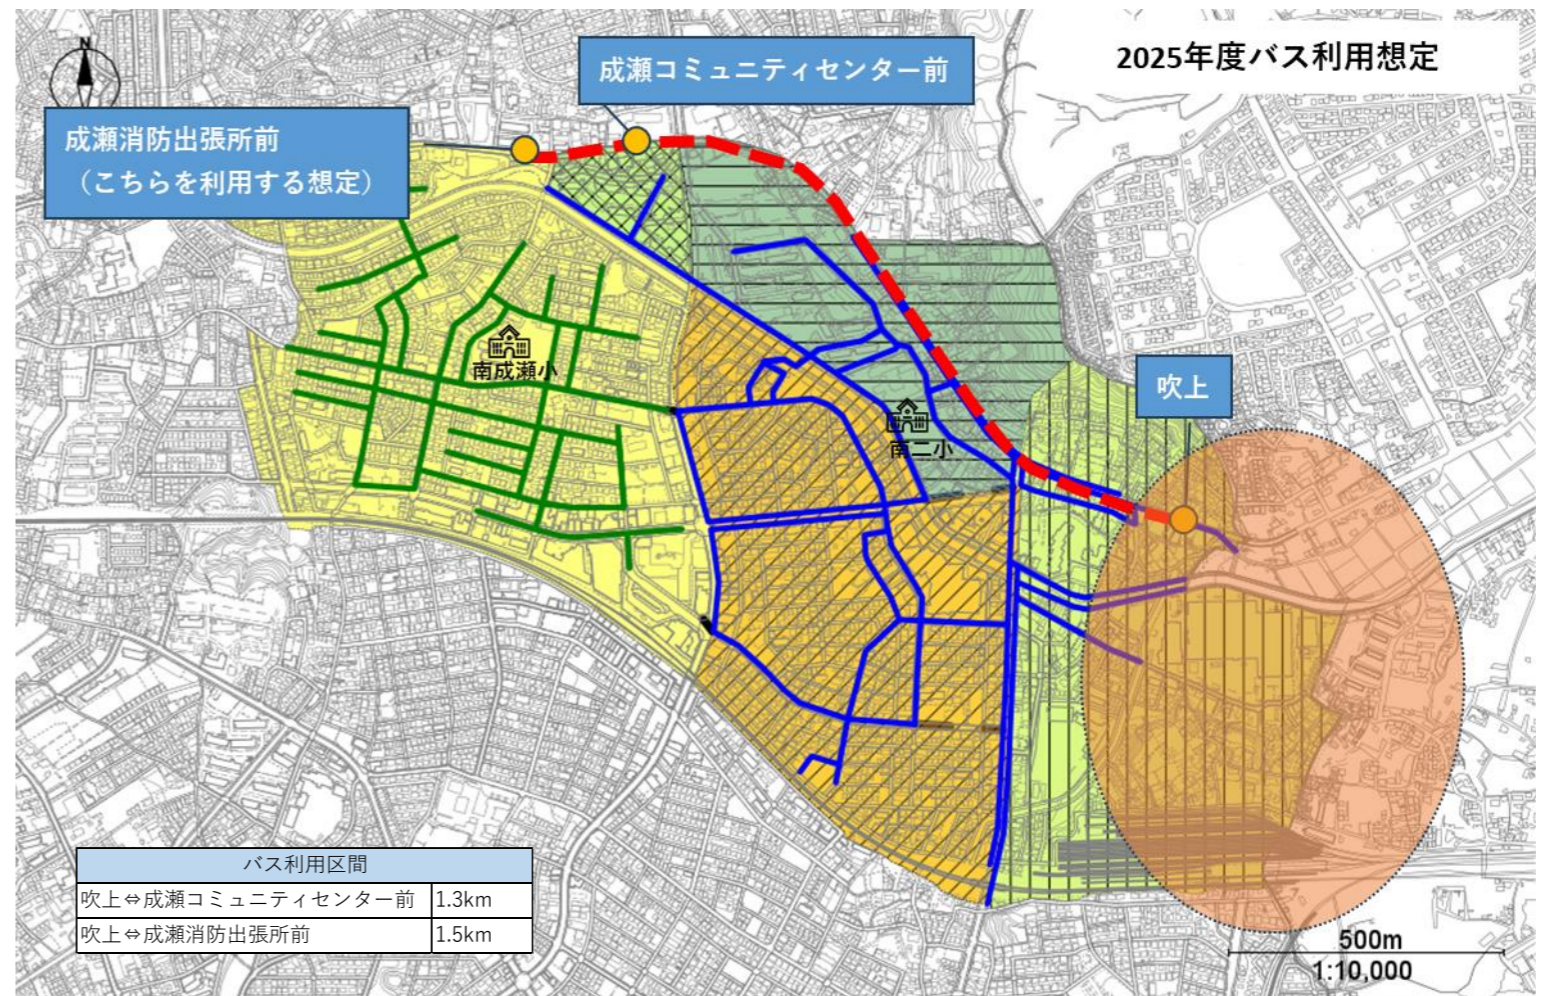 2025年度バス利用想定
N
成瀬コミュニティセンター前
成瀬消防出張所前
（こちらを利用する想定）
南成瀬小
吹上
南二小
バス利用区間
吹上⇔成瀬コミュニティセンター前 1.3km
吹上⇔成瀬消防出張所前 1.5km
500m
1:10,000